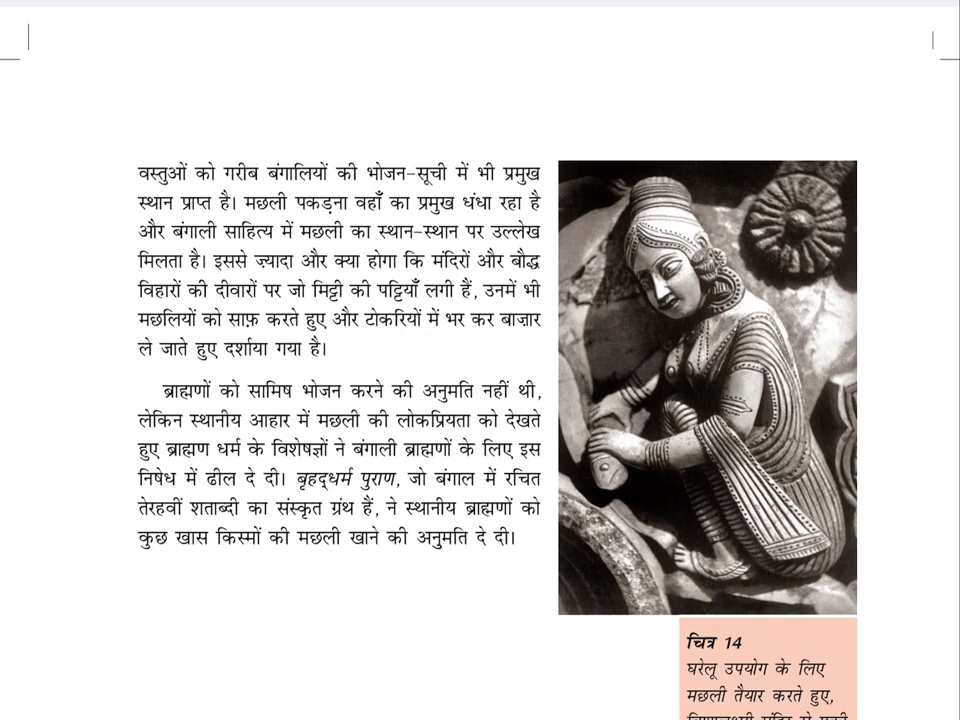 वस्तुओं को गरीब बंगालियों की भोजन-सूची में भी प्रमुख
स्थान प्राप्त है। मछली पकड़ना वहाँ का प्रमुख धंधा रहा है
और बंगाली साहित्य में मछली का स्थान-स्थान पर उल्लेख
मिलता है। इससे ज़्यादा और क्या होगा कि मंदिरों और बौद्ध
विहारों की दीवारों पर जो मिट्टी की पट्टियाँ लगी हैं, उनमें भी
मछलियों को साफ़ करते हुए और टोकरियों में भर कर बाज़ार
ले जाते हुए दर्शाया गया है।
ब्राह्मणों को सामिष भोजन करने की अनुमति नहीं थी,
लेकिन स्थानीय आहार में मछली की लोकप्रियता को देखते
हुए ब्राह्मण धर्म के विशेषज्ञों ने बंगाली ब्राह्मणों के लिए इस
निषेध में ढील दे दी। बृहद्धर्म पुराण, जो बंगाल में रचित
तेरहवीं शताब्दी का संस्कृत ग्रंथ हैं, ने स्थानीय ब्राह्मणों को
कुछ खास किस्मों की मछली खाने की अनुमति दे दी।
चित्र 14
घरेलू उपयोग के लिए
मछली तैयार करते हुए,